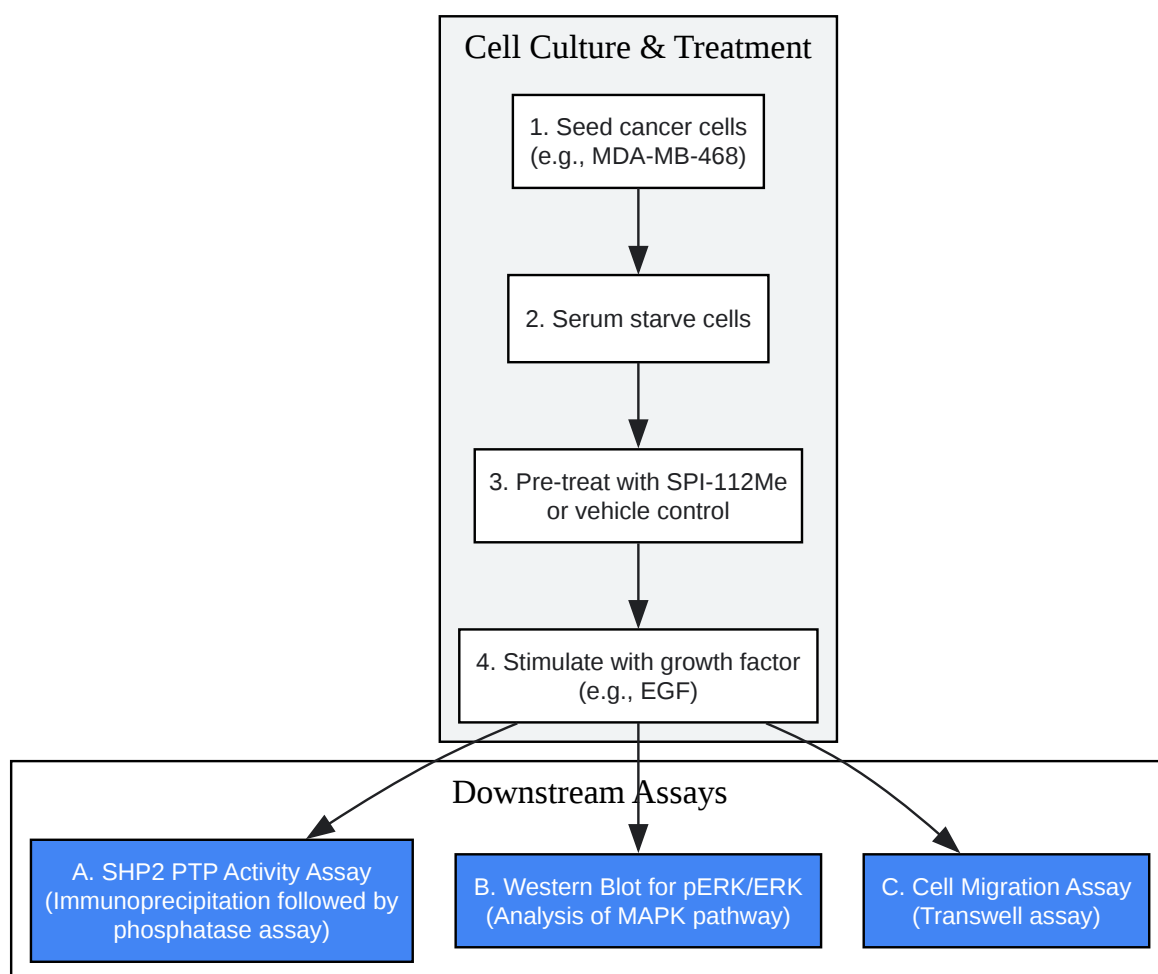 Cell Culture & Treatment
1. Seed cancer cells
(e.g., MDA-MB-468)
2. Serum starve cells
3. Pre-treat with SPI-112Me
or vehicle control
4. Stimulate with growth factor
(e.g., EGF)
Downstream Assays
A. SHP2 PTP Activity Assay
(Immunoprecipitation followed by
phosphatase assay)
B. Western Blot for pERK/ERK
(Analysis of MAPK pathway)
C. Cell Migration Assay
(Transwell assay)